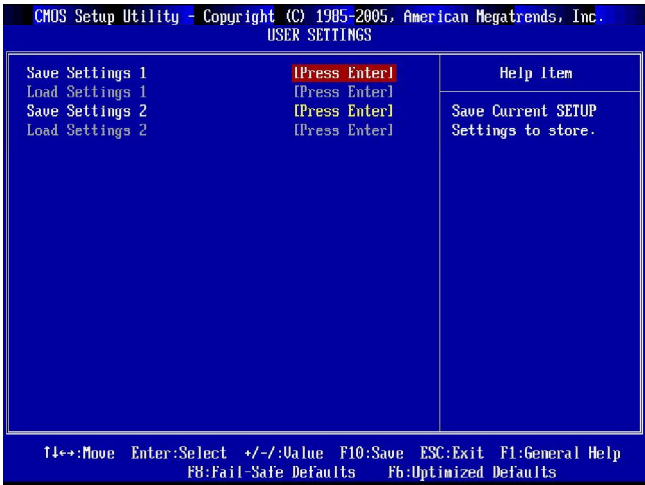 CMOS Setup Utility - Copyright (C) 1985-2005, American Megatrends, Inc.
USER SETTINGS
Save Settings 1 [Press Enter]
Load Settings 1 [Press Enter]
Save Settings 2 [Press Enter]
Load Settings 2 [Press Enter]
Help Item
Save Current SETUP
Settings to store.
↑↓←→:Move Enter:Select +/-/:Value F10:Save ESC:Exit F1:General Help
F8:Fail-Safe Defaults F6:Optimized Defaults